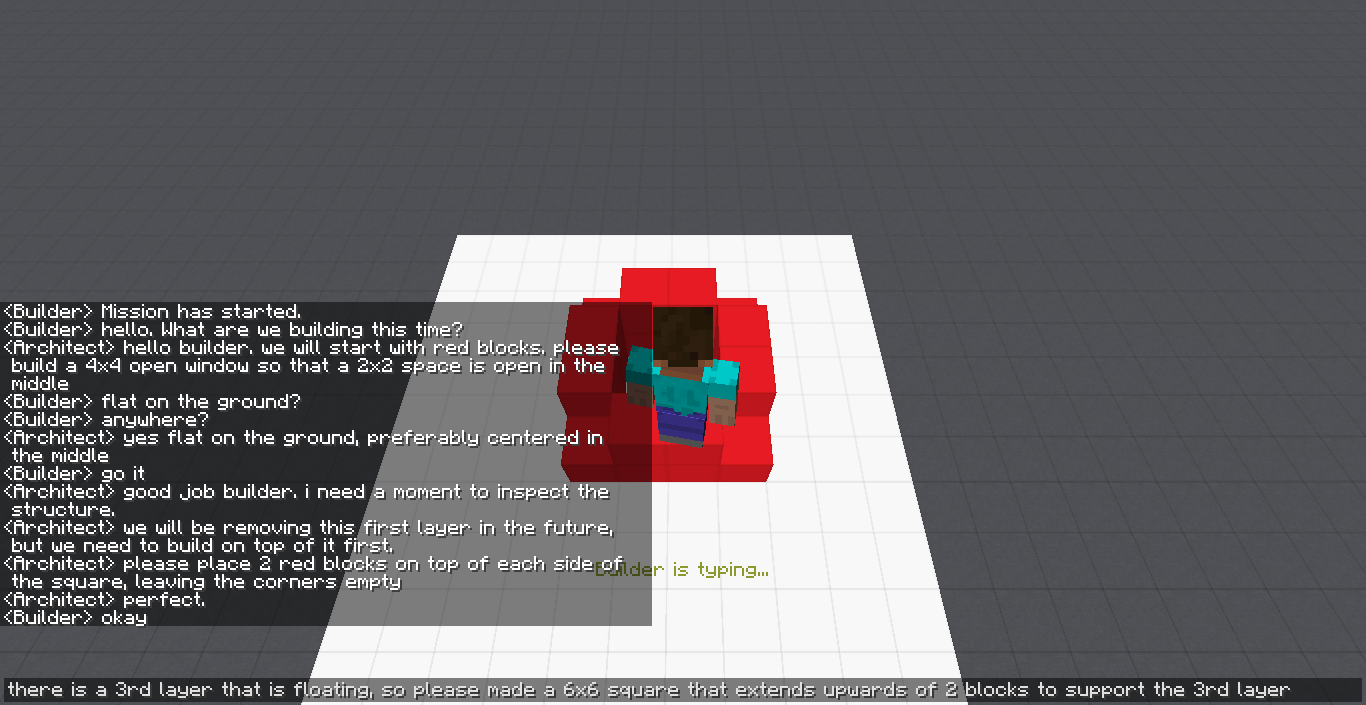 <Builder> Mission has started.
<Builder> hello. What are we building this time?
<Architect> hello builder. we will start with red blocks. please
build a 4x4 open window so that a 2x2 space is open in the
middle
<Builder> flat on the ground?
<Builder> anywhere?
<Architect> yes flat on the ground, preferably centered in
the middle
<Builder> go it
<Architect> good job builder. i need a moment to inspect the
structure.
<Architect> we will be removing this first layer in the future,
but we need to build on top of it first.
<Architect> please place 2 red blocks on top of each side of
the square, leaving the corners empty
<Architect> perfect.
<Builder> okay
Builder is typing...
there is a 3rd layer that is floating, so please made a 6x6 square that extends upwards of 2 blocks to support the 3rd layer